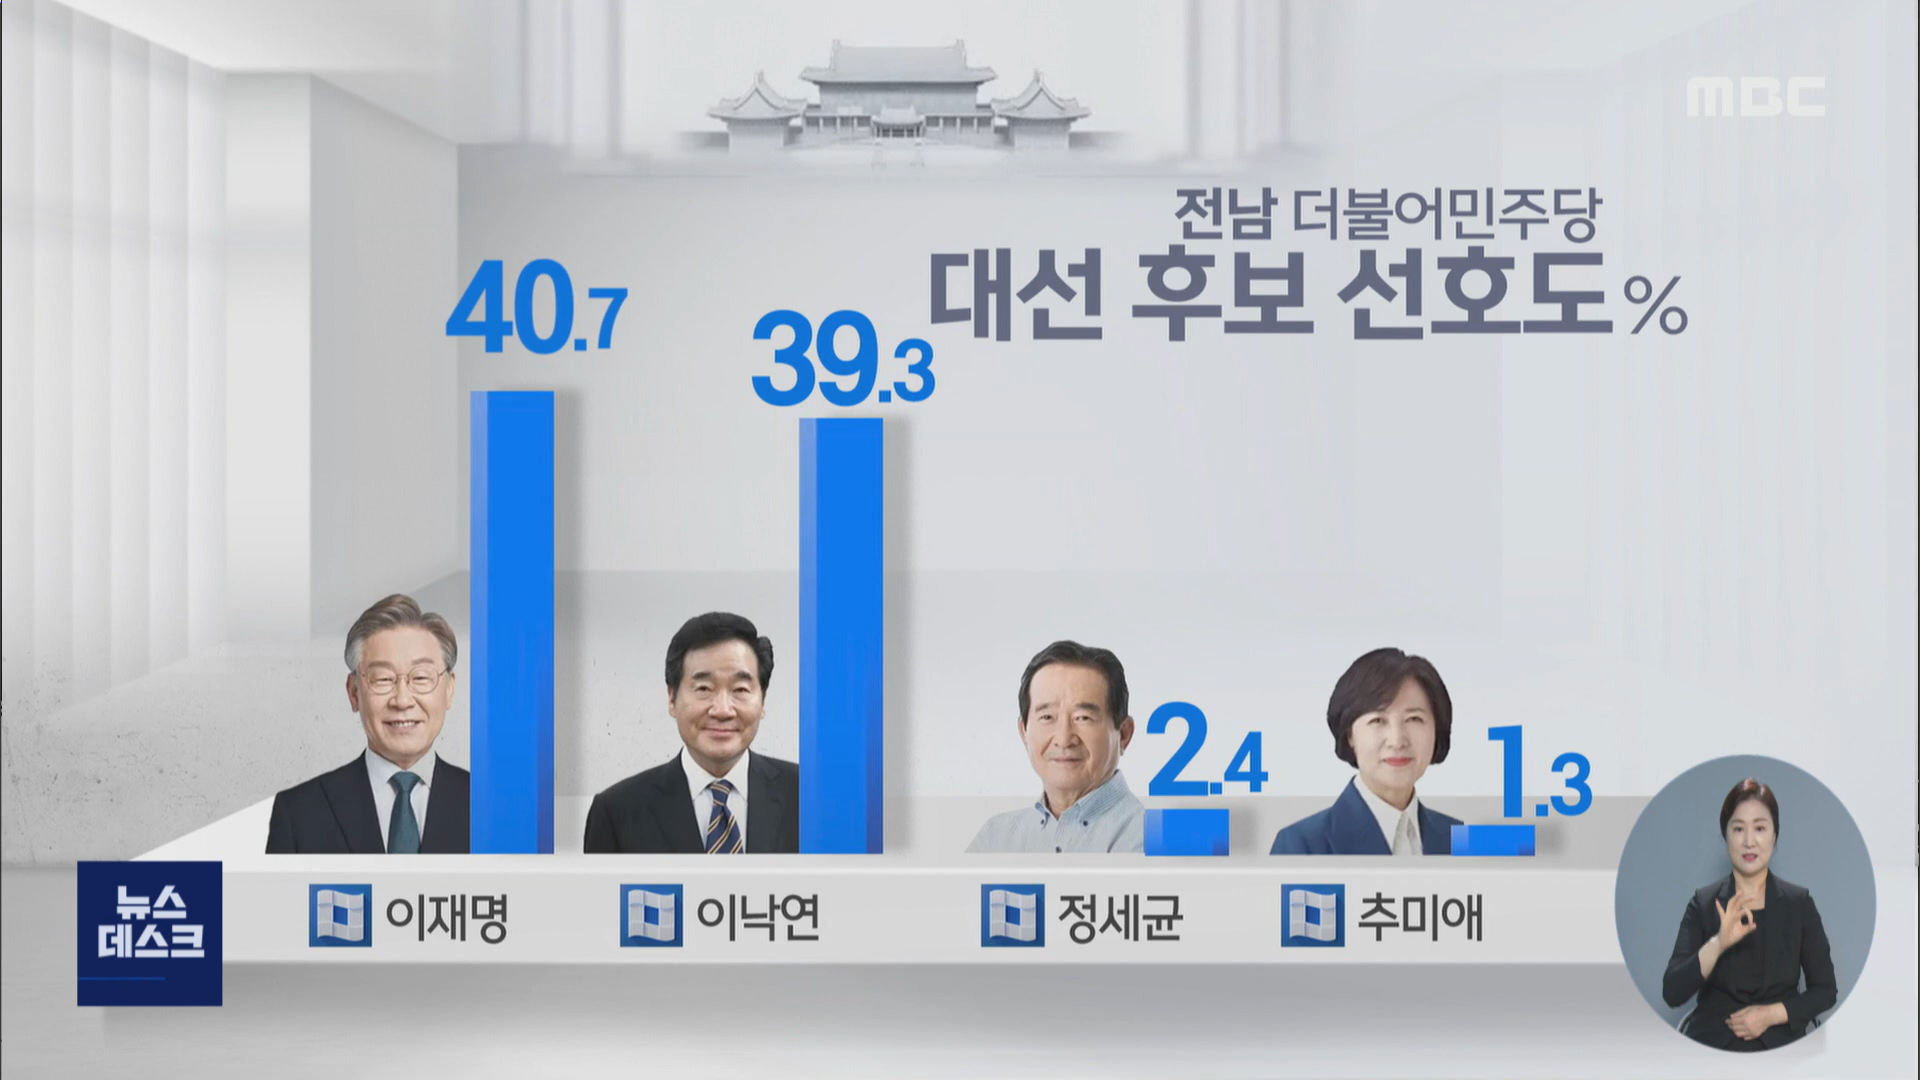 MBC
전남 더불어민주당
대선 후보 선호도 %
40.7
39.3
2.4
1.3
이재명
이낙연
정세균
추미애
뉴스
데스크